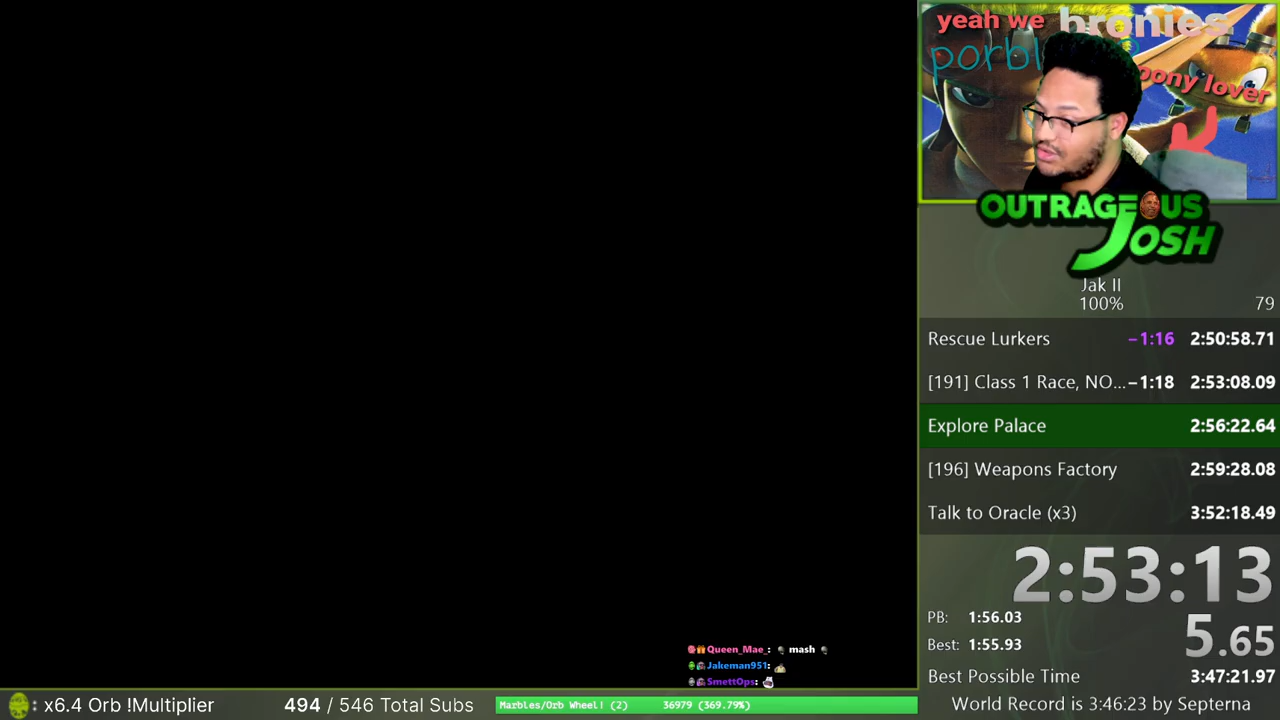 yeah we bronies
porbl
pony lover
OUTRAGEOUS
JOSH
Jak II
100% 79
Rescue Lurkers −1:16 2:50:58.71
[191] Class 1 Race, NO... −1:18 2:53:08.09
Explore Palace 2:56:22.64
[196] Weapons Factory 2:59:28.08
Talk to Oracle (x3) 3:52:18.49
2:53:13
PB: 1:56.03
5.65
Best: 1:55.93
Best Possible Time 3:47:21.97
World Record is 3:46:23 by Septerna
Queen_Mae_: mash
Jakeman951:
SmettOps:
: x6.4 Orb !Multiplier 494 / 546 Total Subs Marbles/Orb Wheel! (2) 36979 (369.79%)